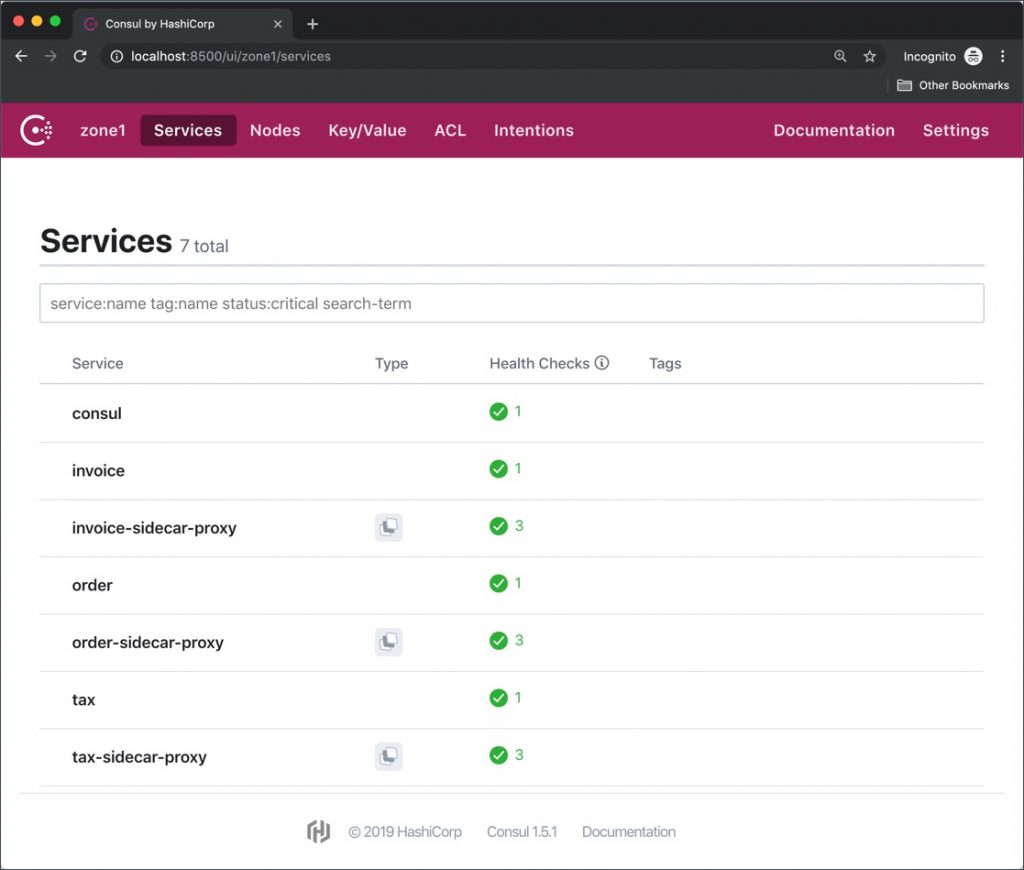 Consul by HashiCorp
localhost:8500/ui/zone1/services
Incognito
Other Bookmarks
zone1 Services Nodes Key/Value ACL Intentions Documentation Settings
Services 7 total
service:name tag:name status:critical search-term
Service Type Health Checks Tags
consul 1
invoice 1
invoice-sidecar-proxy 3
order 1
order-sidecar-proxy 3
tax 1
tax-sidecar-proxy 3
© 2019 HashiCorp Consul 1.5.1 Documentation